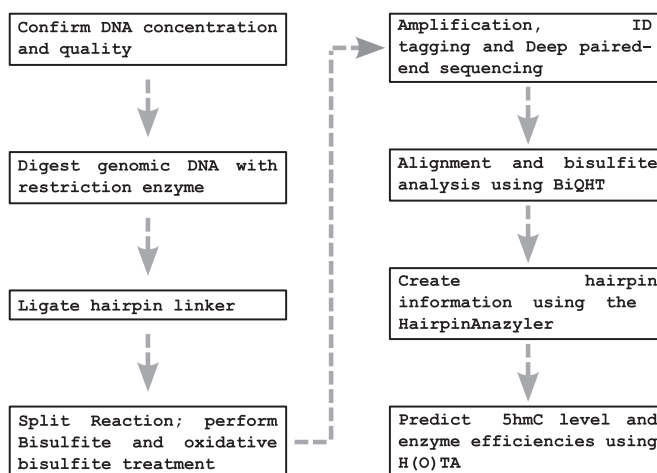 Confirm DNA concentration
and quality
Digest genomic DNA with
restriction enzyme
Ligate hairpin linker
Split Reaction; perform
Bisulfite and oxidative
bisulfite treatment
Amplification, ID
tagging and Deep paired-
end sequencing
Alignment and bisulfite
analysis using BiQHT
Create hairpin
information using the
HairpinAnazyler
Predict 5hmC level and
enzyme efficiencies using
H(O)TA